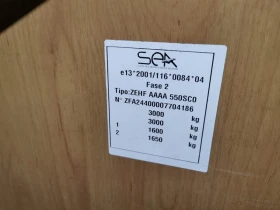 SEA
e13*2001/116*0084*04
Fase 2
Tipo:ZEHF AAAA 550SCD
N° ZFA24400007704186
3000 kg
1 3000 kg
2 1600 kg
1650 kg